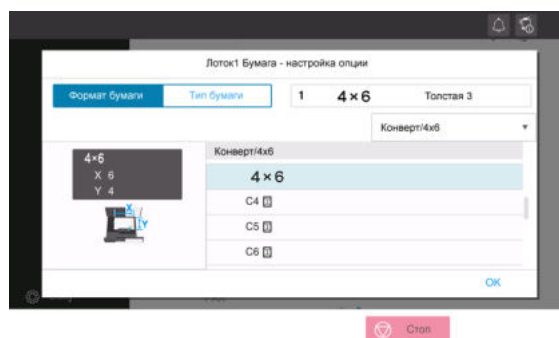 Лоток1 Бумага - настройка опции
Формат бумаги Тип бумаги 1 4×6 Толстая 3
Конверт/4x6
4×6
X 6
Y 4
X
Y
Конверт/4x6
4×6
C4
C5
C6
OK
Стоп